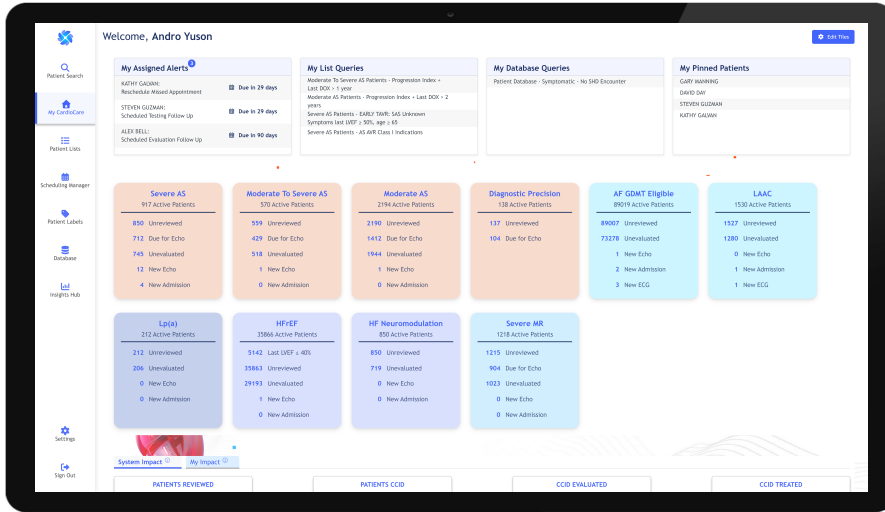 Welcome, Andro Yuson
Edit Tiles
Patient Search
My CardioCare
Patient Lists
Scheduling Manager
Patient Labels
Database
Insights Hub
Settings
Sign Out
My Assigned Alerts 3
KATHY GALVAN:
Reschedule Missed Appointment
Due in 29 days
STEVEN GUZMAN:
Scheduled Testing Follow Up
Due in 29 days
ALEX BELL:
Scheduled Evaluation Follow Up
Due in 90 days
My List Queries
Moderate To Severe AS Patients - Progression Index +
Last DOX > 1 year
Moderate AS Patients - Progression Index + Last DOX > 2
years
Severe AS Patients - EARLY TAVR: SAS Unknown
Symptoms last LVEF ≥ 50%, age ≥ 65
Severe AS Patients - AS AVR Class I Indications
My Database Queries
Patient Database - Symptomatic - No SHD Encounter
My Pinned Patients
GARY MANNING
DAVID DAY
STEVEN GUZMAN
KATHY GALVAN
Severe AS
917 Active Patients
850 Unreviewed
712 Due for Echo
745 Unevaluated
12 New Echo
4 New Admission
Moderate To Severe AS
570 Active Patients
559 Unreviewed
429 Due for Echo
518 Unevaluated
1 New Echo
0 New Admission
Moderate AS
2194 Active Patients
2190 Unreviewed
1412 Due for Echo
1944 Unevaluated
1 New Echo
0 New Admission
Diagnostic Precision
138 Active Patients
137 Unreviewed
104 Due for Echo
AF GDMT Eligible
89019 Active Patients
89007 Unreviewed
73278 Unevaluated
1 New Echo
2 New Admission
3 New ECG
LAAC
1530 Active Patients
1527 Unreviewed
1280 Unevaluated
0 New Echo
1 New Admission
1 New ECG
Lp(a)
212 Active Patients
212 Unreviewed
206 Unevaluated
0 New Echo
0 New Admission
HFrEF
35866 Active Patients
5142 Last LVEF ≤ 40%
35863 Unreviewed
29193 Unevaluated
1 New Echo
0 New Admission
HF Neuromodulation
850 Active Patients
850 Unreviewed
719 Unevaluated
0 New Echo
0 New Admission
Severe MR
1218 Active Patients
1215 Unreviewed
904 Due for Echo
1023 Unevaluated
0 New Echo
0 New Admission
System Impact
My Impact
PATIENTS REVIEWED
PATIENTS CCID
CCID EVALUATED
CCID TREATED